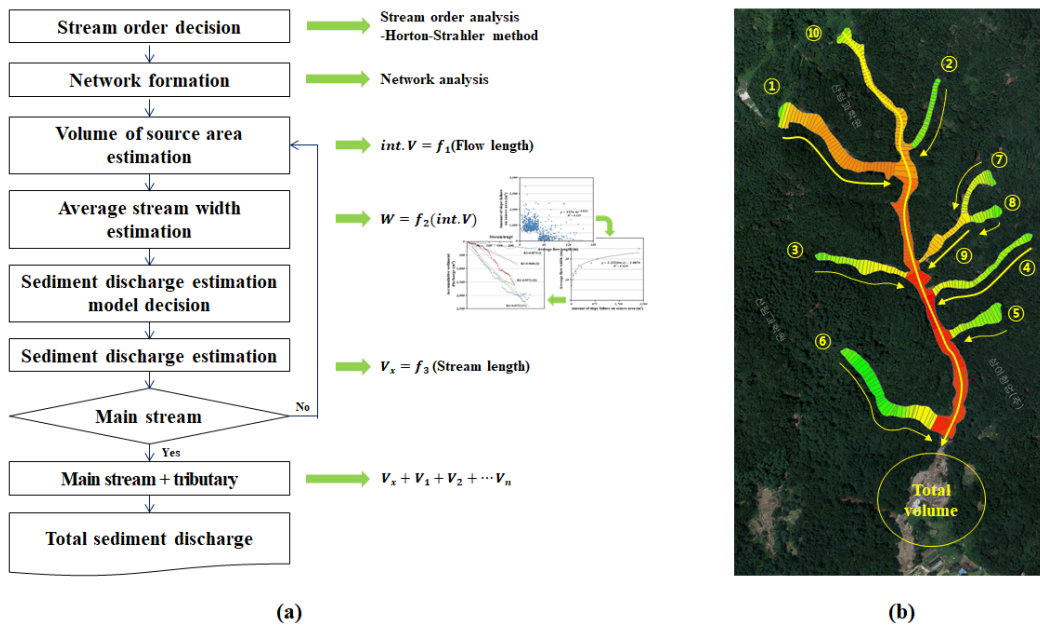 Stream order decision
Stream order analysis
-Horton-Strahler method
Network formation
Network analysis
Volume of source area
estimation
int.V = f₁(Flow length)
Average stream width
estimation
W = f₂(int.V)
Sediment discharge estimation
model decision
Sediment discharge estimation
Vₓ = f₃ (Stream length)
Main stream
No
Yes
Main stream + tributary
Vₓ + V₁ + V₂ + ⋯Vₙ
Total sediment discharge
(a)
⑩
②
①
⑦
⑧
③
⑨
④
⑤
⑥
Total
volume
(b)